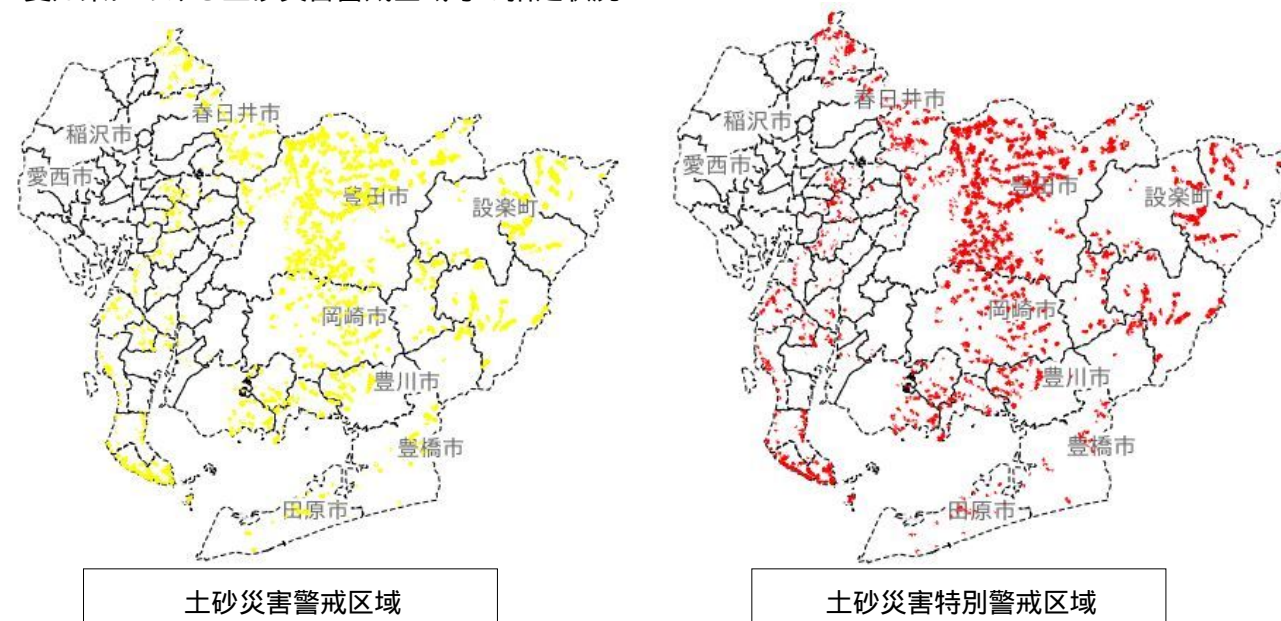 春日井市
稲沢市
愛西市
豊田市
設楽町
岡崎市
豊川市
豊橋市
田原市
土砂災害警戒区域
春日井市
稲沢市
愛西市
豊田市
設楽町
岡崎市
豊川市
豊橋市
田原市
土砂災害特別警戒区域